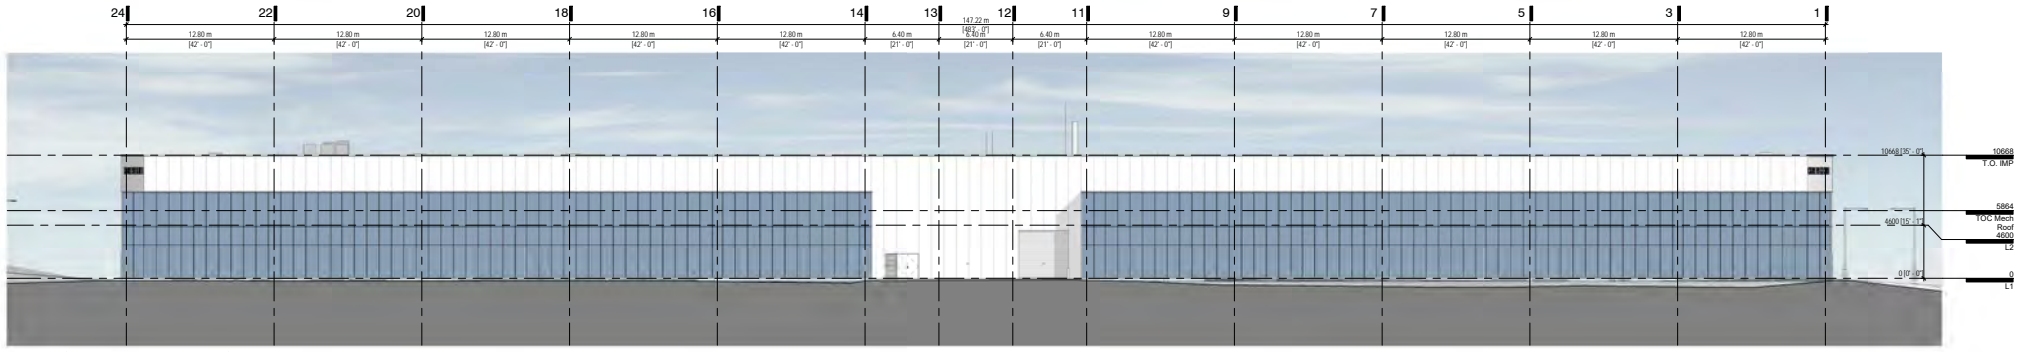 24 22 20 18 16 14 13 12 11 9 7 5 3 1
147.22 m
[483' - 0"]
12.80 m 12.80 m 12.80 m 12.80 m 12.80 m 6.40 m 6.40 m 6.40 m 12.80 m 12.80 m 12.80 m 12.80 m 12.80 m
[42' - 0"] [42' - 0"] [42' - 0"] [42' - 0"] [42' - 0"] [21' - 0"] [21' - 0"] [21' - 0"] [42' - 0"] [42' - 0"] [42' - 0"] [42' - 0"] [42' - 0"]
10668 [35' - 0"] 10668
T.O. IMP
5864
TOC Mech
Roof
4600 [15' - 1"] 4600
L2
0 [0' - 0"] 0
L1